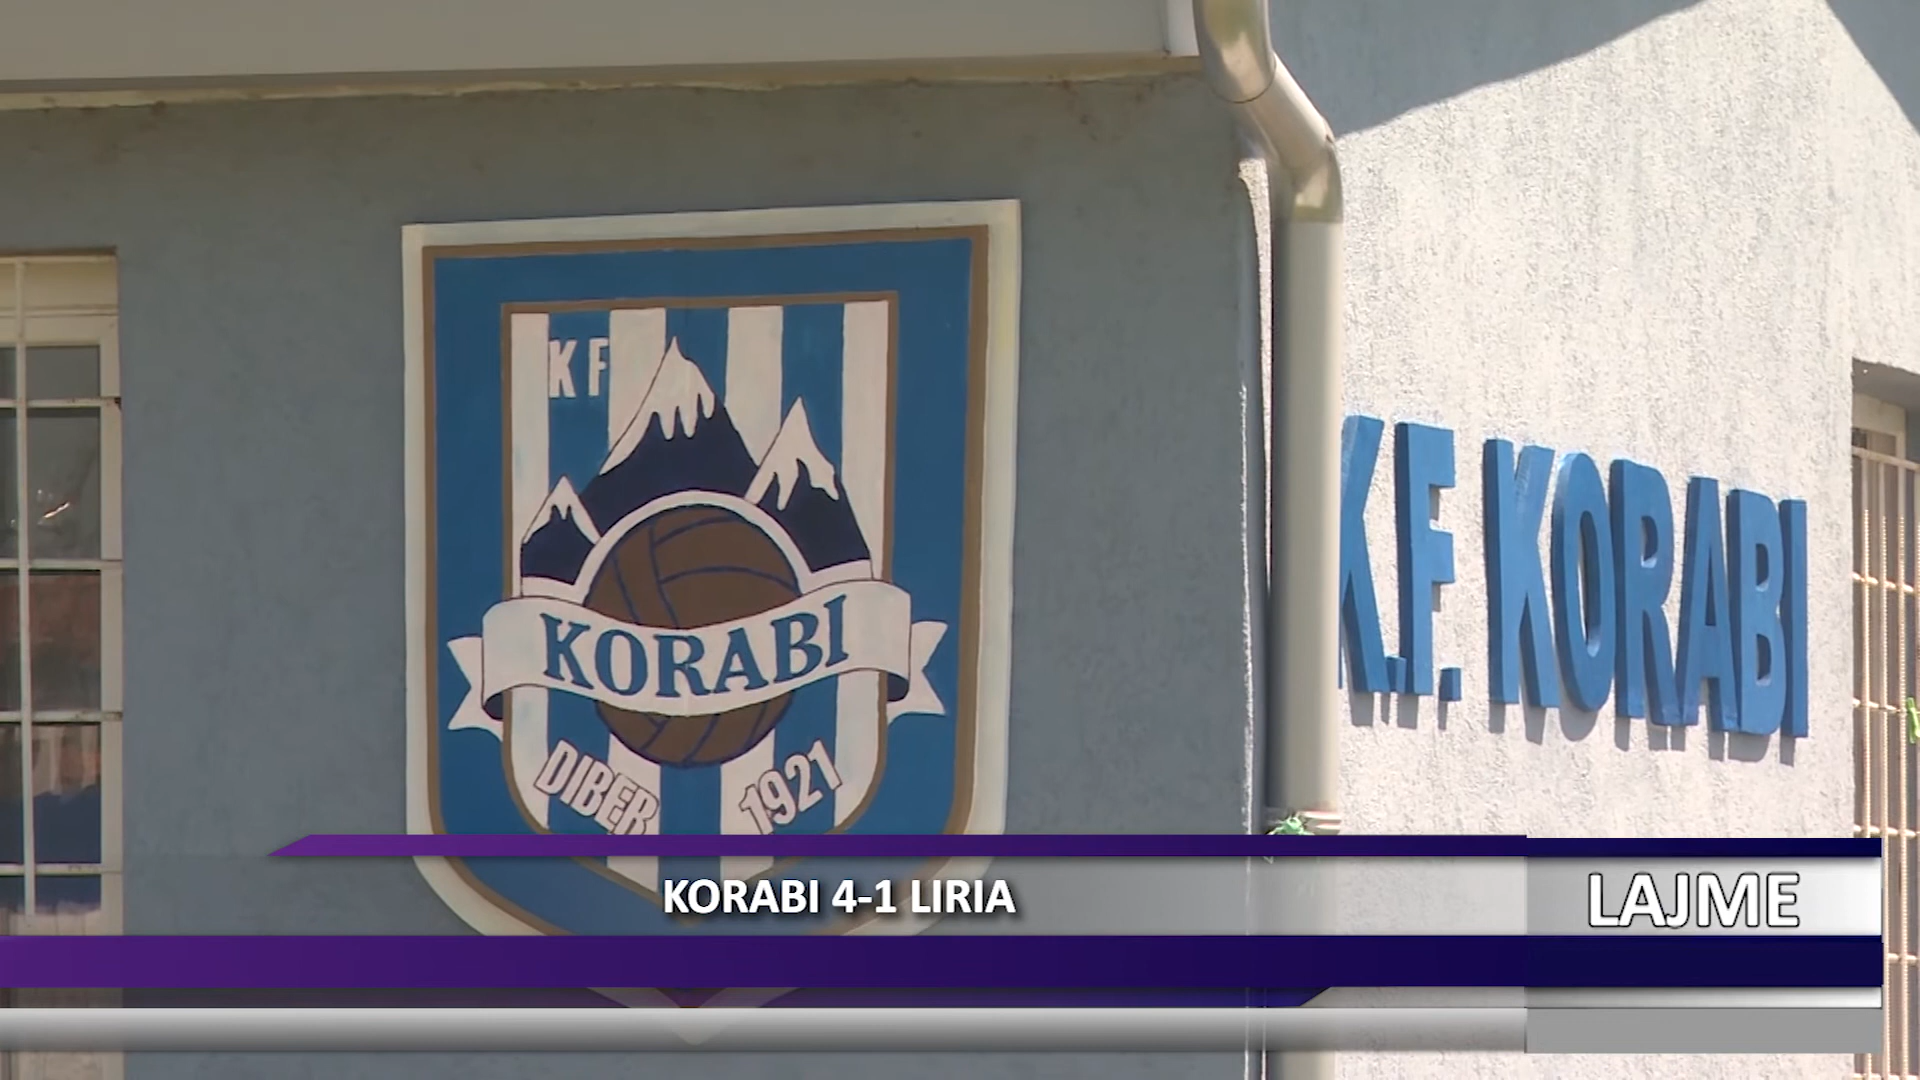 KF
KORABI
DIBER 1921
K.F. KORABI
KORABI 4-1 LIRIA
LAJME